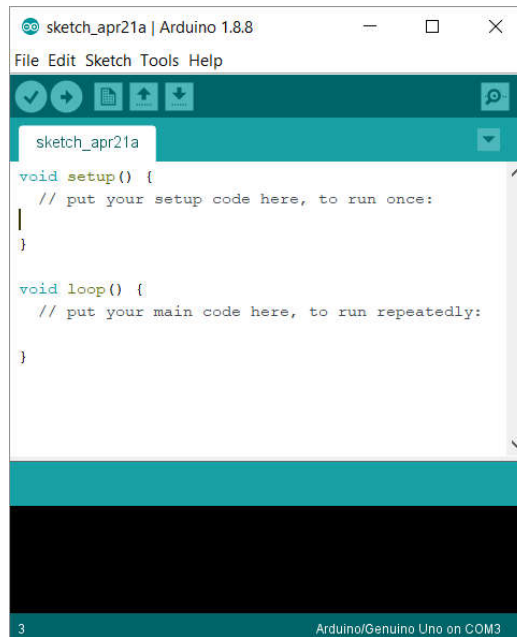 sketch_apr21a | Arduino 1.8.8
File Edit Sketch Tools Help
sketch_apr21a
void setup() {
  // put your setup code here, to run once:

}

void loop() {
  // put your main code here, to run repeatedly:

}
3 Arduino/Genuino Uno on COM3